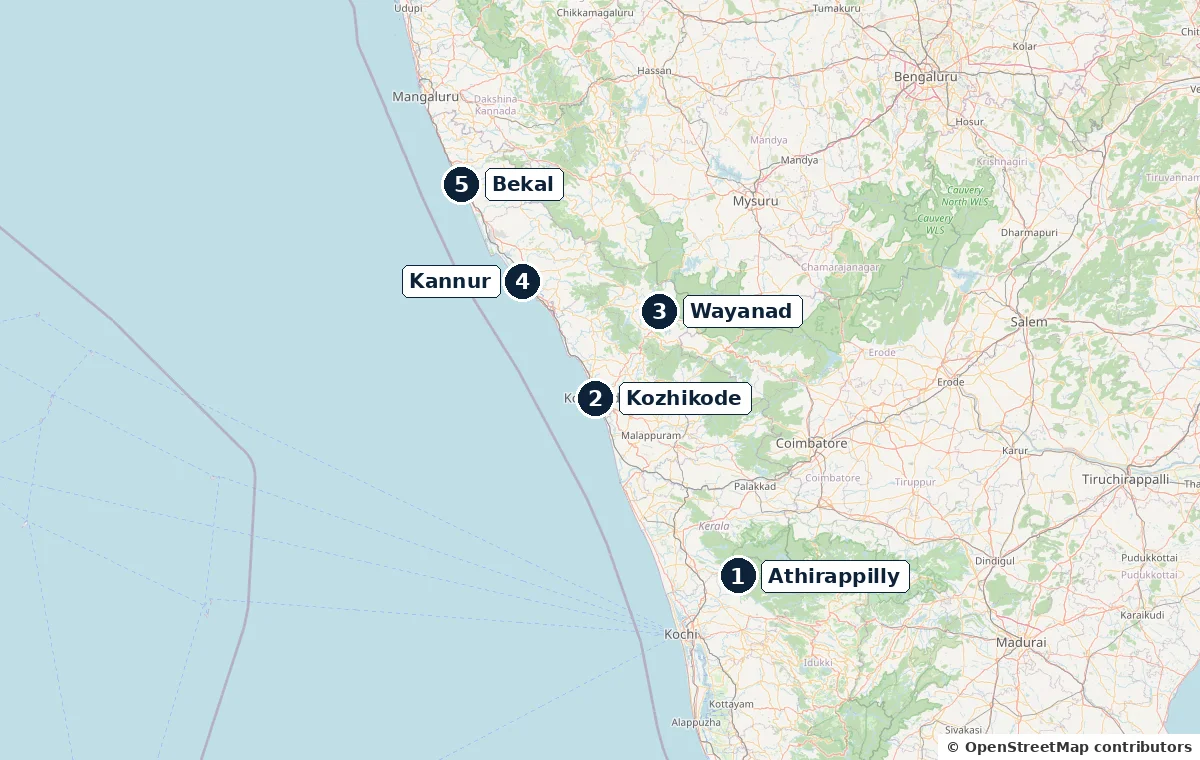 Udupi
Chikkamagaluru
Tumakuru
Kolar
Hassan
Bengaluru
Mangaluru
Dakshina
Kannada
Hosur
Mandya
Mandya
Krishnagiri
5
Bekal
Mysuru
Cavery
North WLS
Cauvery
WLS
Dharmapuri
Kannur
4
Chamarajanagar
3
Wayanad
Salem
Erode
Erode
2
Kozhikode
Malappuram
Coimbatore
Karur
Palakkad
Coimbatore
Tiruppur
Tiruchirappalli
Kerala
1
Athirappilly
Dindigul
Pudukkottai
Pudukkottai
Karaikudi
Kochi
Madurai
Idukki
Kottayam
Alappuzha
Sivakasi
© OpenStreetMap contributors